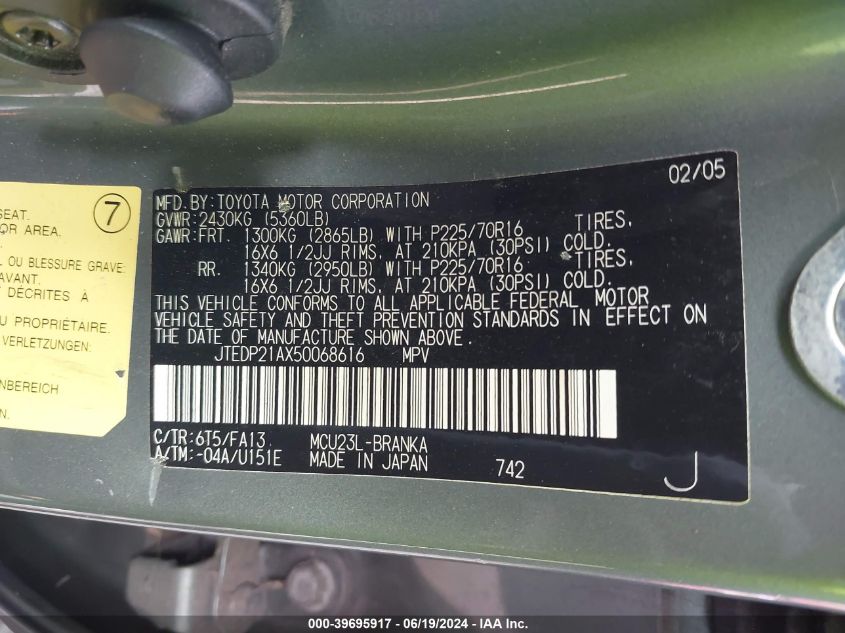 02/05
MFD.BY:TOYOTA MOTOR CORPORATION
GVWR:2430KG (5360LB)
GAWR:FRT. 1300KG (2865LB) WITH P225/70R16 TIRES,
16X6 1/2JJ RIMS, AT 210KPA (30PSI) COLD.
RR. 1340KG (2950LB) WITH P225/70R16 TIRES,
16X6 1/2JJ RIMS, AT 210KPA (30PSI) COLD.
THIS VEHICLE CONFORMS TO ALL APPLICABLE FEDERAL MOTOR
VEHICLE SAFETY AND THEFT PREVENTION STANDARDS IN EFFECT ON
THE DATE OF MANUFACTURE SHOWN ABOVE.
JTEDP21AX50068616 MPV
C/TR:6T5/FA13 MCU23L-BRANKA
A/TM:-04A/U151E MADE IN JAPAN 742 J
7
SEAT.
OR AREA.
L OU BLESSURE GRAVE
AVANT.
DÉCRITES À
U PROPRIÉTAIRE.
VERLETZUNGEN:
NBEREICH
EN.
000-39695917 - 06/19/2024 - IAA Inc.